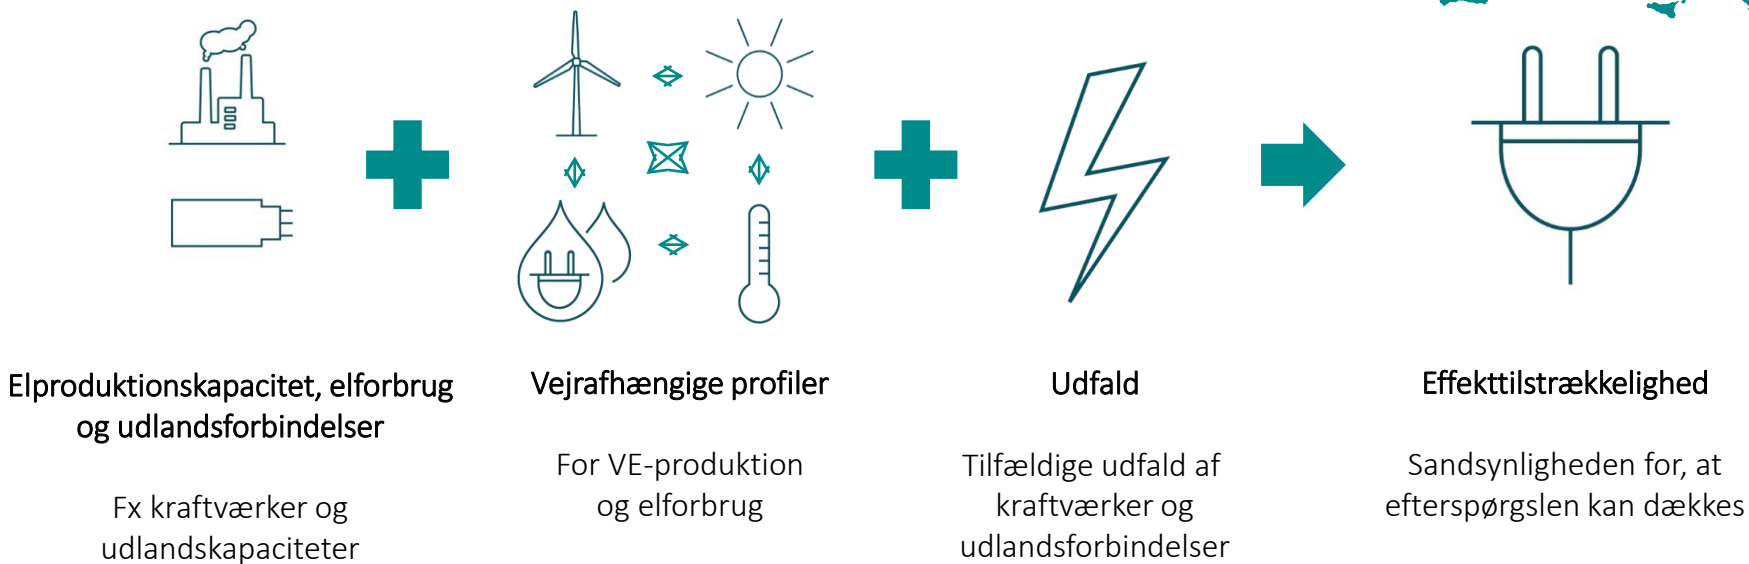 Elproduktionskapacitet, elforbrug
og udlandsforbindelser
Fx kraftværker og
udlandskapaciteter
Vejrafhængige profiler
For VE-produktion
og elforbrug
Udfald
Tilfældige udfald af
kraftværker og
udlandsforbindelser
Effekttilstrækkelighed
Sandsynligheden for, at
efterspørgslen kan dækkes